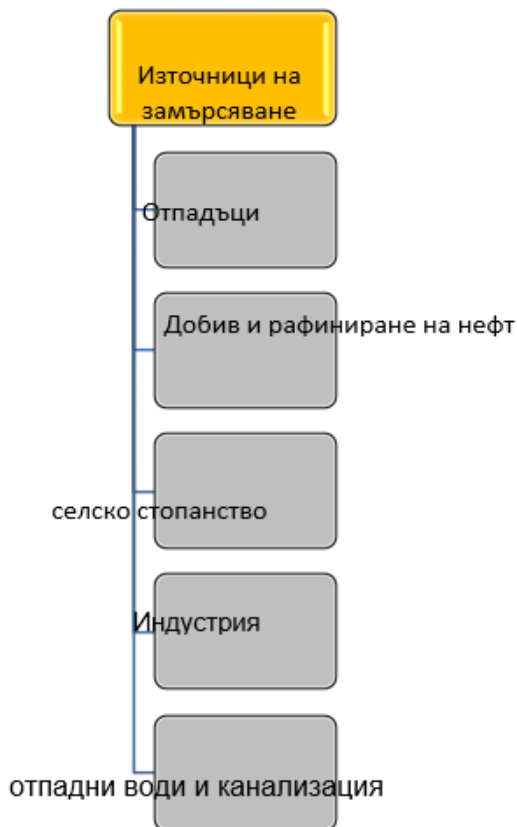 Източници на
замърсяване
Отпадъци
Добив и рафиниране на нефт
селско стопанство
Индустрия
отпадни води и канализация